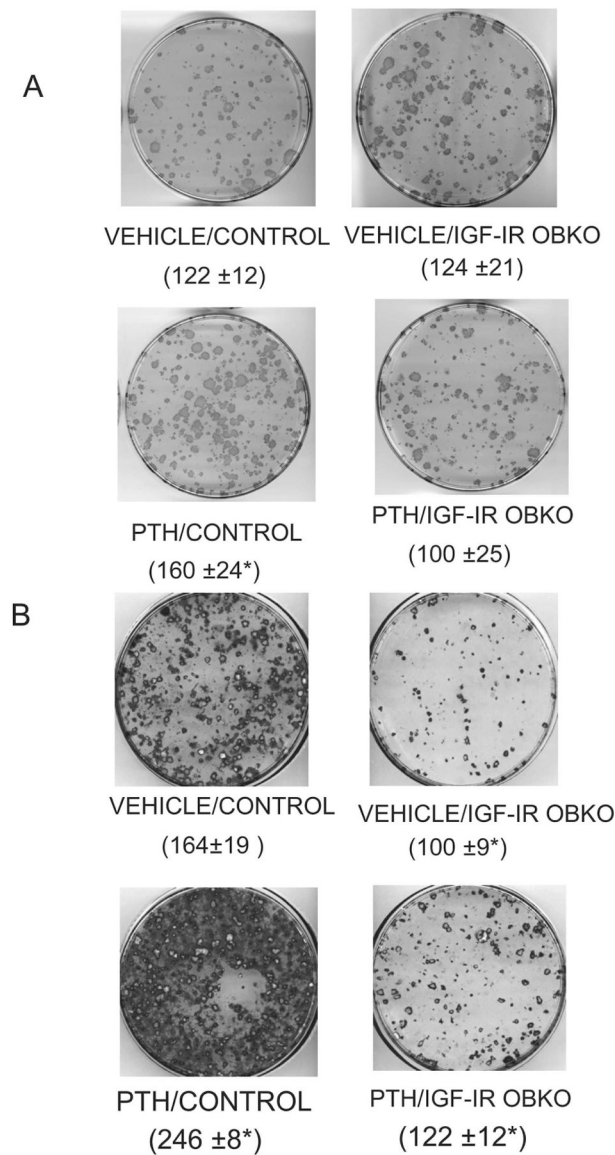 A
VEHICLE/CONTROL
(122 ±12)
VEHICLE/IGF-IR OBKO
(124 ±21)
PTH/CONTROL
(160 ±24*)
PTH/IGF-IR OBKO
(100 ±25)
B
VEHICLE/CONTROL
(164±19 )
VEHICLE/IGF-IR OBKO
(100 ±9*)
PTH/CONTROL
(246 ±8*)
PTH/IGF-IR OBKO
(122 ±12*)